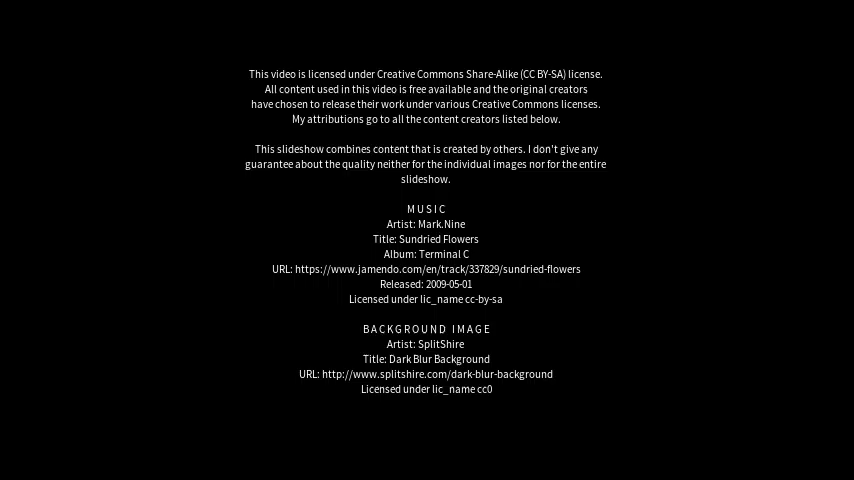 This video is licensed under Creative Commons Share-Alike (CC BY-SA) license.
All content used in this video is free available and the original creators
have chosen to release their work under various Creative Commons licenses.
My attributions go to all the content creators listed below.
This slideshow combines content that is created by others. I don't give any
guarantee about the quality neither for the individual images nor for the entire
slideshow.
MUSIC
Artist: Mark.Nine
Title: Sundried Flowers
Album: Terminal C
URL: https://www.jamendo.com/en/track/337829/sundried-flowers
Released: 2009-05-01
Licensed under lic_name cc-by-sa
BACKGROUND IMAGE
Artist: SplitShire
Title: Dark Blur Background
URL: http://www.splitshire.com/dark-blur-background
Licensed under lic_name cc0